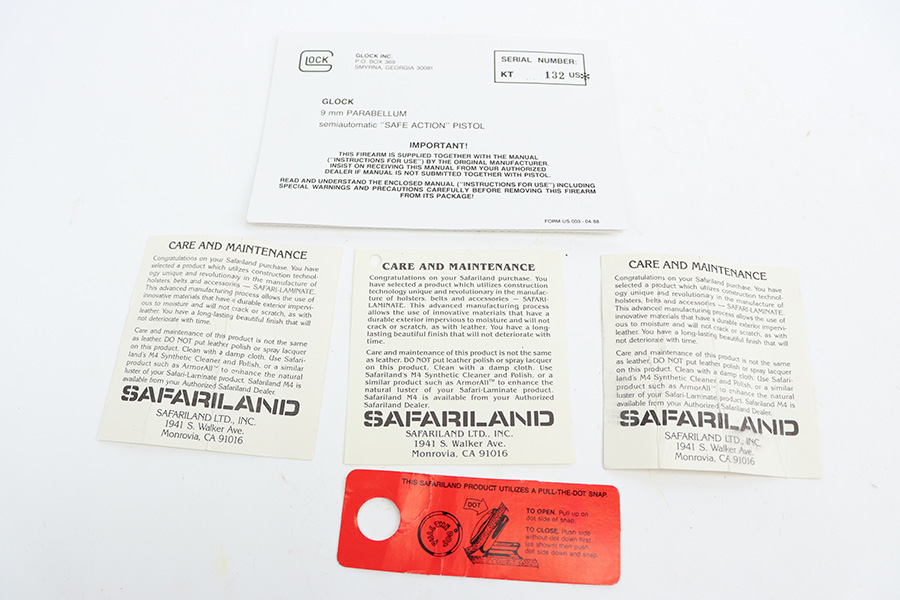 GLOCK
GLOCK INC.
P.O. BOX 369
SMYRNA, GEORGIA 30081
SERIAL NUMBER:
KT 132 US*
GLOCK
9 mm PARABELLUM
semiautomatic "SAFE ACTION" PISTOL
IMPORTANT!
THIS FIREARM IS SUPPLIED TOGETHER WITH THE MANUAL
("INSTRUCTIONS FOR USE") BY THE ORIGINAL MANUFACTURER.
INSIST ON RECEIVING THIS MANUAL FROM YOUR AUTHORIZED
DEALER IF MANUAL IS NOT SUBMITTED TOGETHER WITH PISTOL.
READ AND UNDERSTAND THE ENCLOSED MANUAL ("INSTRUCTIONS FOR USE") INCLUDING
SPECIAL WARNINGS AND PRECAUTIONS CAREFULLY BEFORE REMOVING THIS FIREARM
FROM ITS PACKAGE!
FORM US 003 - 04/88
CARE AND MAINTENANCE
Congratulations on your Safariland purchase. You have
selected a product which utilizes construction technol-
ogy unique and revolutionary in the manufacture of
holsters, belts and accessories — SAFARI-LAMINATE.
This advanced manufacturing process allows the use of
innovative materials that have a durable exterior impervi-
ous to moisture and will not crack or scratch, as with
leather. You have a long-lasting beautiful finish that will
not deteriorate with time.
Care and maintenance of this product is not the same
as leather. DO NOT put leather polish or spray lacquer
on this product. Clean with a damp cloth. Use Safari-
land's M4 Synthetic Cleaner and Polish, or a similar
product such as ArmorAll™ to enhance the natural
luster of your Safari-Laminate product. Safariland M4 is
available from your Authorized Safariland Dealer.
SAFARILAND
SAFARILAND LTD., INC.
1941 S. Walker Ave.
Monrovia, CA 91016
CARE AND MAINTENANCE
Congratulations on your Safariland purchase. You
have selected a product which utilizes construction
technology unique and revolutionary in the manufac-
ture of holsters, belts and accessories — SAFARI-
LAMINATE. This advanced manufacturing process
allows the use of innovative materials that have a
durable exterior impervious to moisture and will not
crack or scratch, as with leather. You have a long-
lasting beautiful finish that will not deteriorate with
time.
Care and maintenance of this product is not the same
as leather. DO NOT put leather polish or spray lacquer
on this product. Clean with a damp cloth. Use
Safariland's M4 Synthetic Cleaner and Polish, or a
similar product such as ArmorAll™ to enhance the
natural luster of your Safari-Laminate product.
Safariland M4 is available from your Authorized
Safariland Dealer.
SAFARILAND
SAFARILAND LTD., INC.
1941 S. Walker Ave.
Monrovia, CA 91016
CARE AND MAINTENANCE
Congratulations on your Safariland purchase. You have
selected a product which utilizes construction technol-
ogy unique and revolutionary in the manufacture of
holsters, belts and accessories — SAFARI-LAMINATE.
This advanced manufacturing process allows the use of
innovative materials that have a durable exterior impervi-
ous to moisture and will not crack or scratch, as with
leather. You have a long-lasting beautiful finish that will
not deteriorate with time.
Care and maintenance of this product is not the same
as leather. DO NOT put leather polish or spray lacquer
on this product. Clean with a damp cloth. Use Safari-
land's M4 Synthetic Cleaner and Polish, or a similar
product such as ArmorAll™ to enhance the natural
luster of your Safari-Laminate product. Safariland M4 is
available from your Authorized Safariland Dealer.
SAFARILAND
SAFARILAND LTD., INC.
1941 S. Walker Ave.
Monrovia, CA 91016
THIS SAFARILAND PRODUCT UTILIZES A PULL-THE-DOT SNAP.
DOT
TO OPEN. Pull up on
dot side of snap.
TO CLOSE. Push side
without dot down first
(as shown) then push
dot side down and snap.